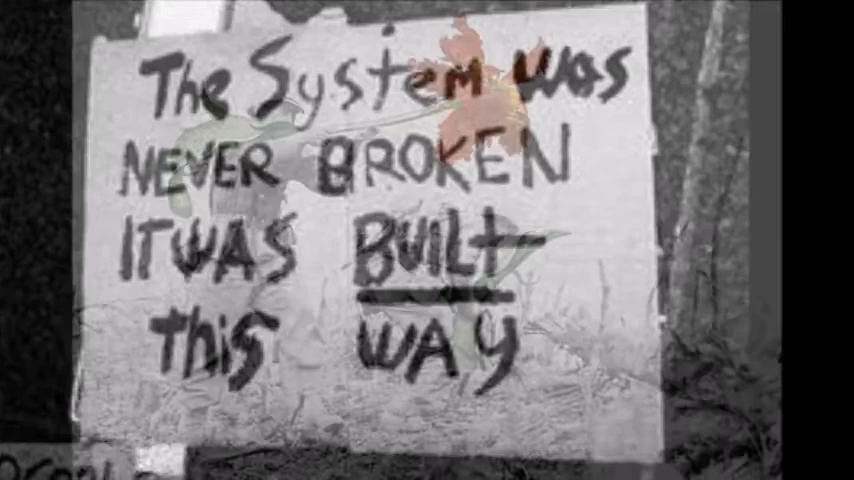 The System was
NEVER BROKEN
IT WAS BUILt
this WAY